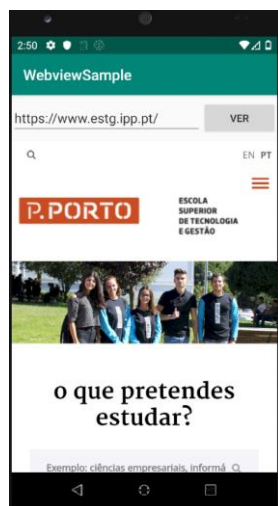 2:50
WebviewSample
https://www.estg.ipp.pt/
VER
EN PT
P.PORTO
ESCOLA
SUPERIOR
DE TECNOLOGIA
E GESTÃO
o que pretendes
estudar?
Exemplo: ciências empresariais, informá